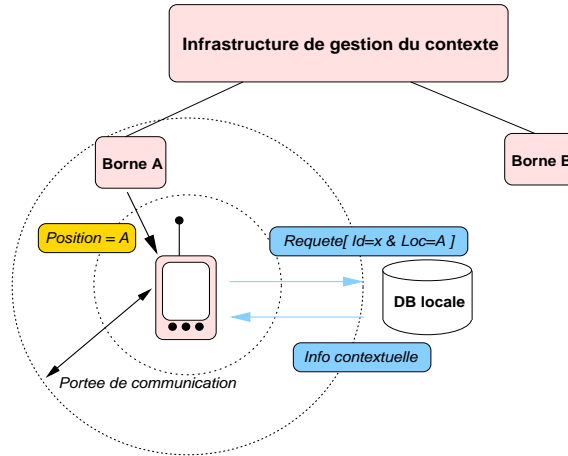 Infrastructure de gestion du contexte
Borne A
Borne B
Position = A
Requete[ Id=x & Loc=A ]
DB locale
Info contextuelle
Portee de communication